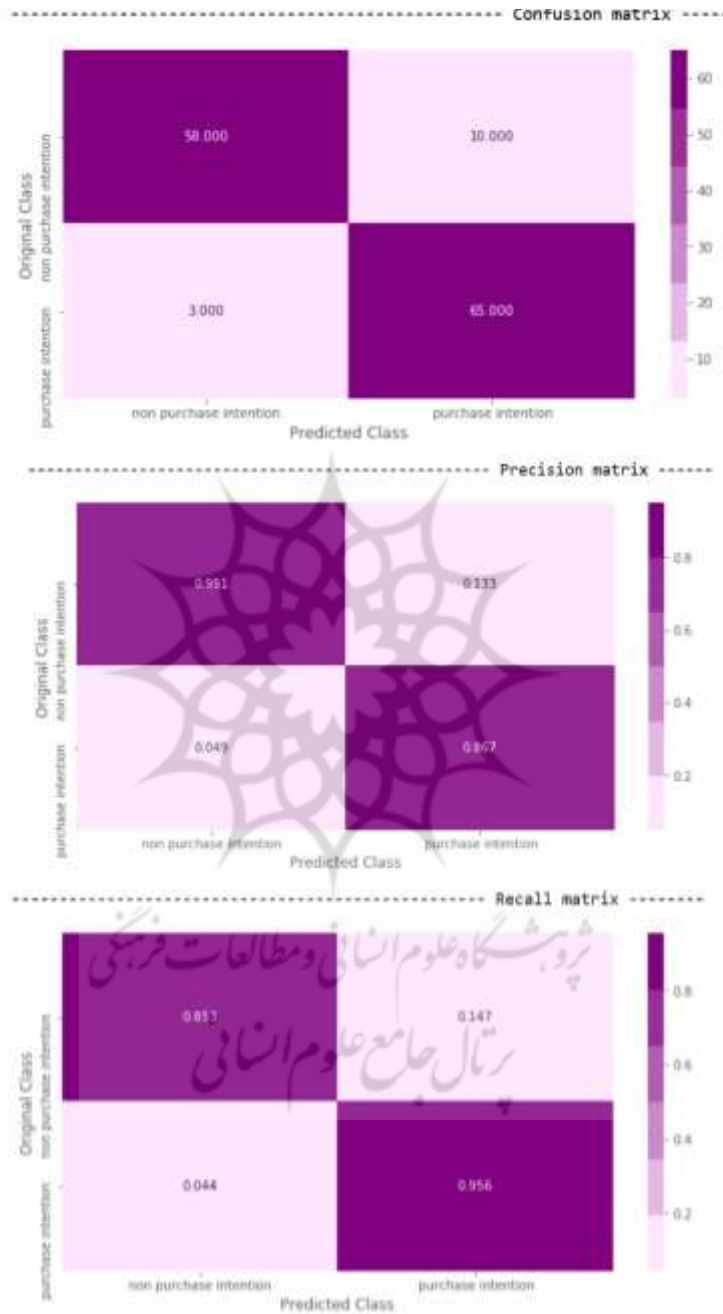 Confusion matrix
58.000 10.000
3.000 65.000
60
50
40
30
20
10
Original Class
non purchase intention
purchase intention
non purchase intention purchase intention
Predicted Class
Precision matrix
0.951 0.133
0.049 0.867
0.8
0.6
0.4
0.2
Original Class
non purchase intention
purchase intention
non purchase intention purchase intention
Predicted Class
Recall matrix
پژوهشگاه علوم انسانی و مطالعات فرهنگی
0.853 0.147
پرتال جامع علوم انسانی
0.044 0.956
0.8
0.6
0.4
0.2
Original Class
non purchase intention
purchase intention
non purchase intention purchase intention
Predicted Class